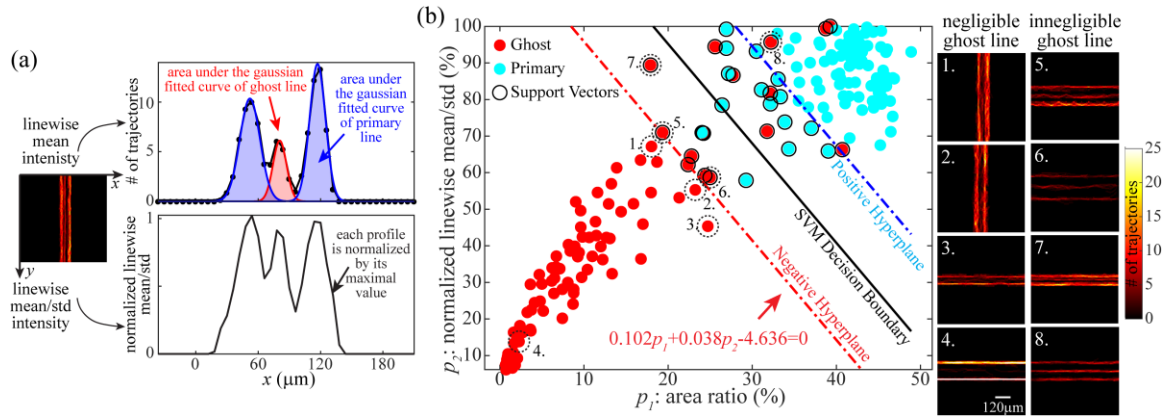 (a)
linewise
mean
intenisty
x
y
linewise
mean/std
intensity
# of trajectories
10
5
0
area under the gaussian
fitted curve of ghost line
area under the
gaussian
fitted curve
of primary
line
normalized linewise
mean/std
1
0
each profile
is normalized
by its
maximal
value
0
60
120
180
x (μm)
(b)
p2: normalized linewise mean/std (%)
100
90
80
70
60
50
40
30
20
10
Ghost
Primary
Support Vectors
7.
8.
5.
1.
6.
2.
3.
4.
Positive Hyperplane
SVM Decision Boundary
Negative Hyperplane
0.102p1+0.038p2-4.636=0
0
10
20
30
40
50
p1: area ratio (%)
negligible
ghost line
innegligible
ghost line
1.
5.
2.
6.
3.
7.
4.
8.
120μm
# of trajectories
25
20
15
10
5
0